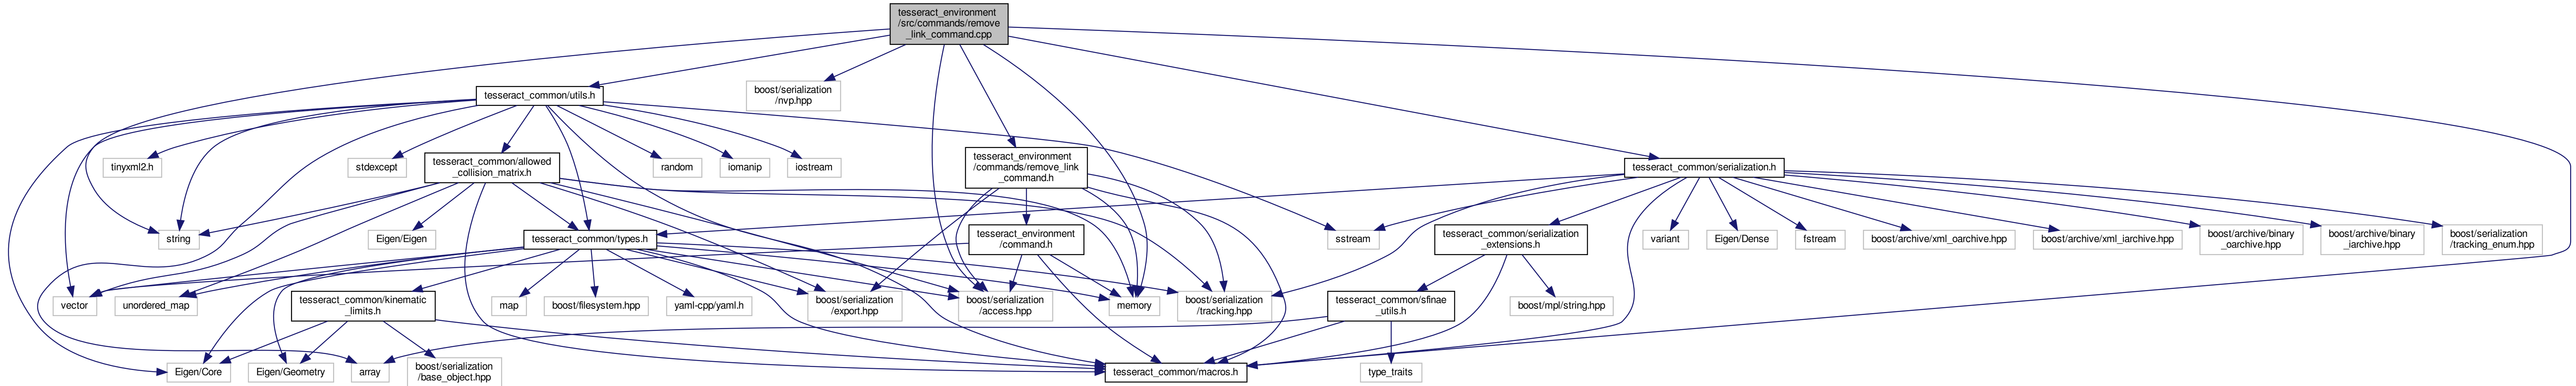 tesseract_environment
/src/commands/remove
_link_command.cpp
boost/serialization
/nvp.hpp
tesseract_common/utils.h
tinyxml2.h
stdexcept
tesseract_common/allowed
_collision_matrix.h
random
iomanip
iostream
tesseract_environment
/commands/remove_link
_command.h
tesseract_common/serialization.h
string
Eigen/Eigen
tesseract_common/types.h
tesseract_environment
/command.h
sstream
tesseract_common/serialization
_extensions.h
variant
Eigen/Dense
fstream
boost/archive/xml_oarchive.hpp
boost/archive/xml_iarchive.hpp
boost/archive/binary
_oarchive.hpp
boost/archive/binary
_iarchive.hpp
boost/serialization
/tracking_enum.hpp
vector
unordered_map
tesseract_common/kinematic
_limits.h
map
boost/filesystem.hpp
yaml-cpp/yaml.h
boost/serialization
/export.hpp
boost/serialization
/access.hpp
memory
boost/serialization
/tracking.hpp
tesseract_common/sfinae
_utils.h
boost/mpl/string.hpp
Eigen/Core
Eigen/Geometry
array
boost/serialization
/base_object.hpp
tesseract_common/macros.h
type_traits